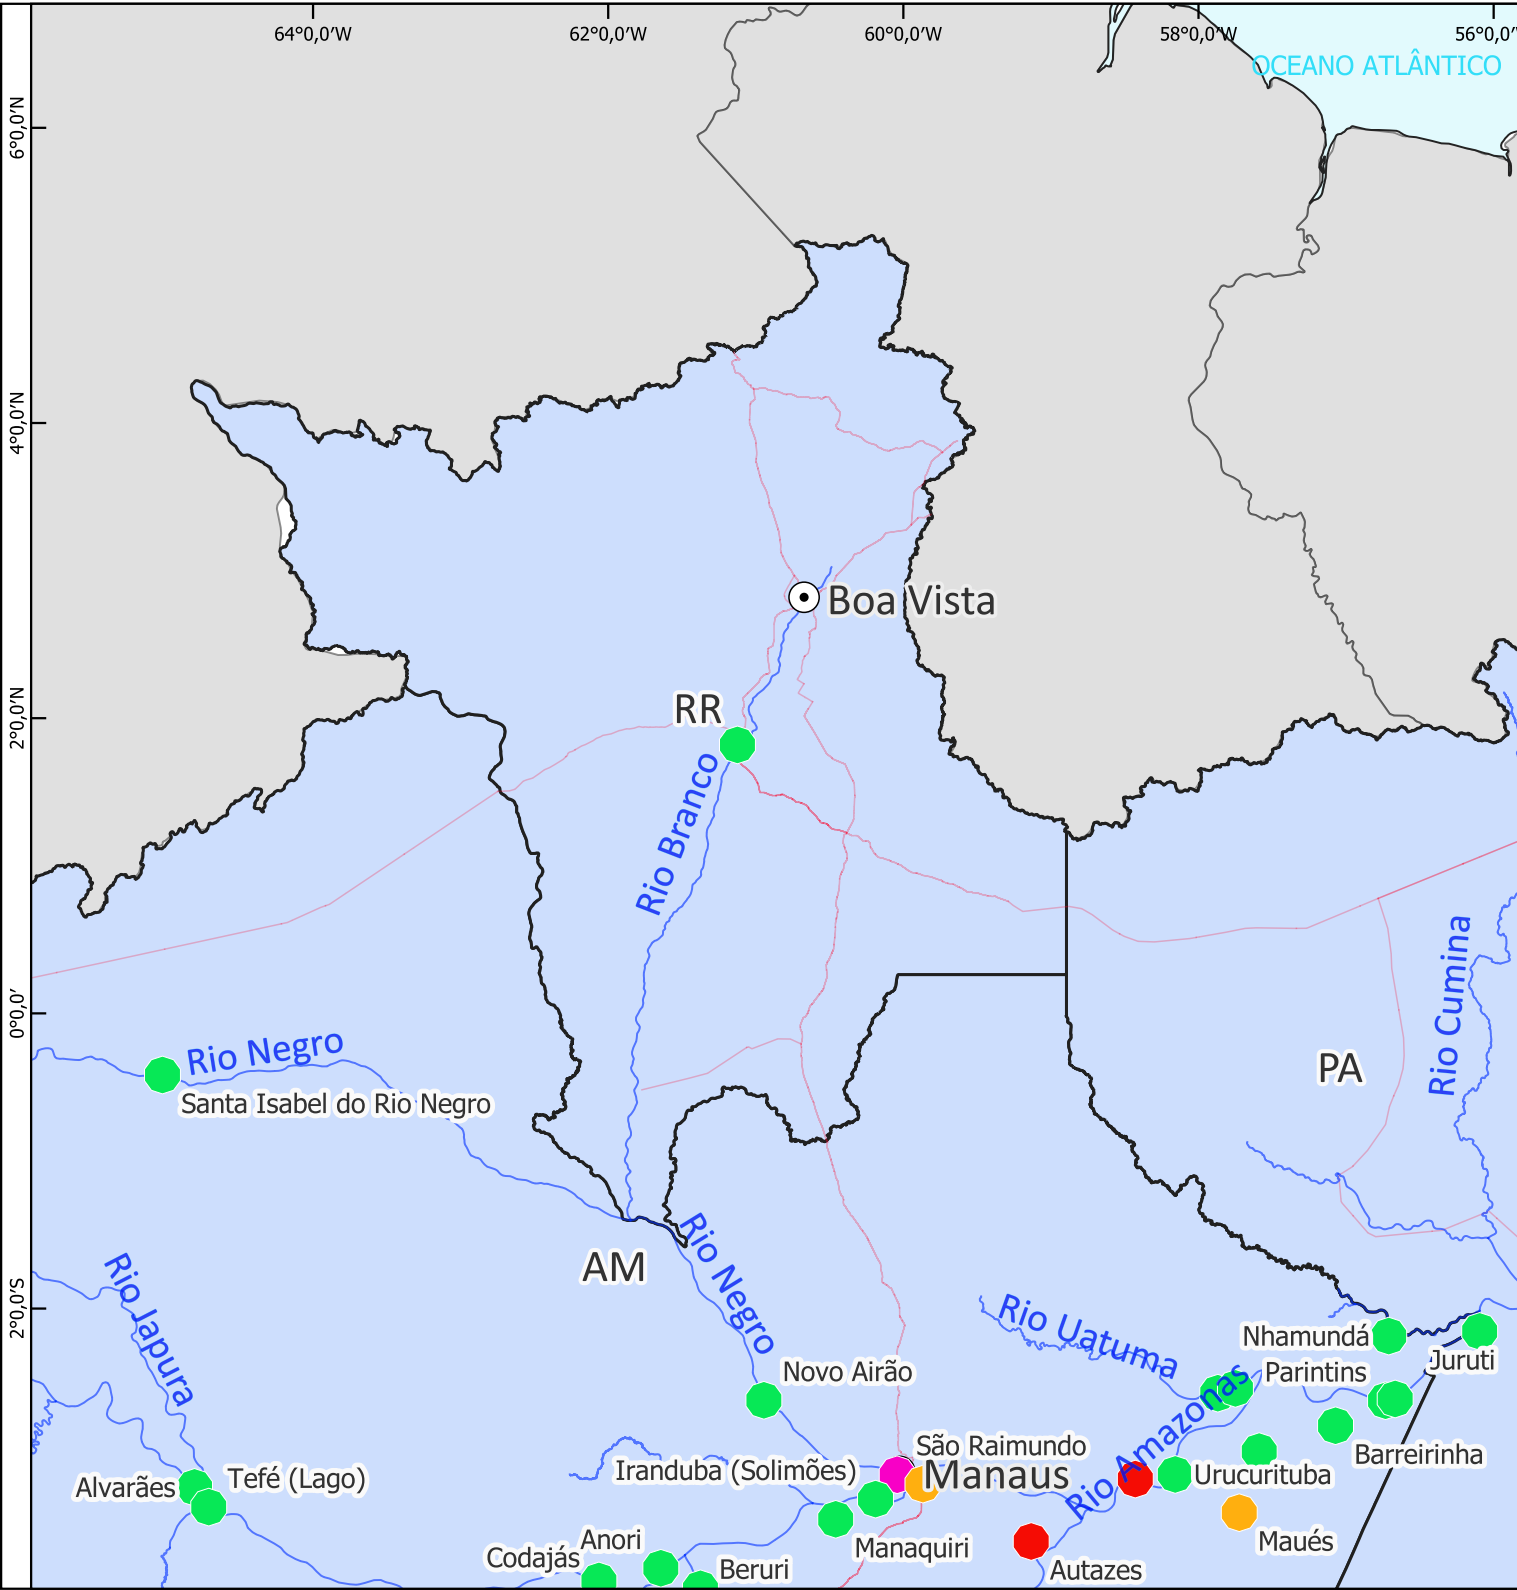 64°0,0'W
62°0,0'W
60°0,0'W
58°0,0'W
56°0,0'W
OCEANO ATLÂNTICO
6°0,0'N
4°0,0'N
Boa Vista
2°0,0'N
RR
Rio Branco
Rio Cumina
0°0,0'
Rio Negro
PA
Santa Isabel do Rio Negro
AM
Rio Negro
Rio Japura
2°0,0'S
Rio Uatuma
Nhamundá
Juruti
Novo Airão
Parintins
Rio Amazonas
São Raimundo
Barreirinha
Iranduba (Solimões)
Manaus
Urucurituba
Alvarães
Tefé (Lago)
Maués
Anori
Manaquiri
Codajás
Beruri
Autazes